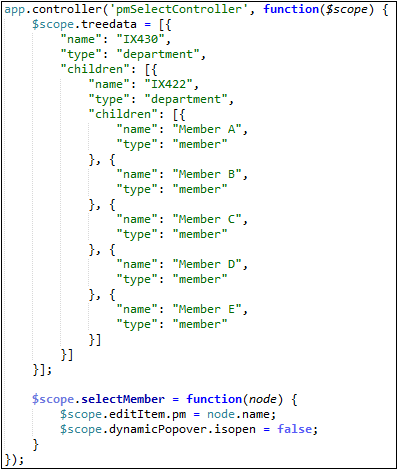 app.controller('pmSelectController', function($scope) {
    $scope.treedata = [{
        "name": "IX430",
        "type": "department",
        "children": [{
            "name": "IX422",
            "type": "department",
            "children": [{
                "name": "Member A",
                "type": "member"
            }, {
                "name": "Member B",
                "type": "member"
            }, {
                "name": "Member C",
                "type": "member"
            }, {
                "name": "Member D",
                "type": "member"
            }, {
                "name": "Member E",
                "type": "member"
            }]
        }]
    }];

    $scope.selectMember = function(node) {
        $scope.editItem.pm = node.name;
        $scope.dynamicPopover.isopen = false;
    }
});